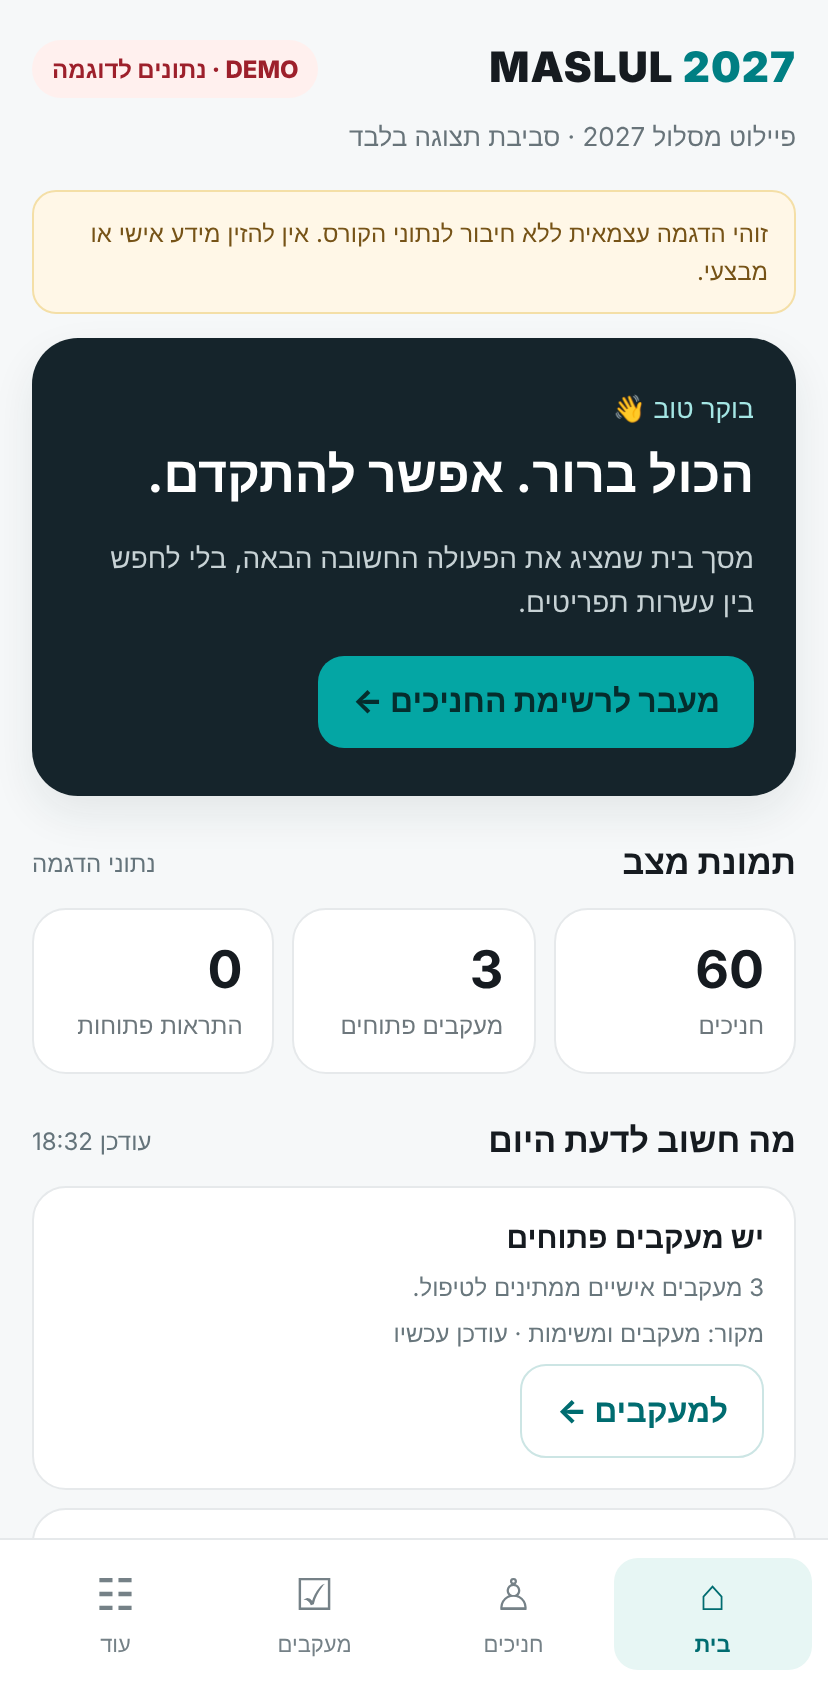 MASLUL 2027
DEMO · נתונים לדוגמה
פיילוט מסלול 2027 · סביבת תצוגה בלבד
זוהי הדגמה עצמאית ללא חיבור לנתוני הקורס. אין להזין מידע אישי או
מבצעי.
בוקר טוב 👋
הכול ברור. אפשר להתקדם.
מסך בית שמציג את הפעולה החשובה הבאה, בלי לחפש
בין עשרות תפריטים.
מעבר לרשימת החניכים ←
תמונת מצב
נתוני הדגמה
60
חניכים
3
מעקבים פתוחים
0
התראות פתוחות
מה חשוב לדעת היום
עודכן 18:32
יש מעקבים פתוחים
3 מעקבים אישיים ממתינים לטיפול.
מקור: מעקבים ומשימות · עודכן עכשיו
למעקבים ←
בית
חניכים
מעקבים
עוד